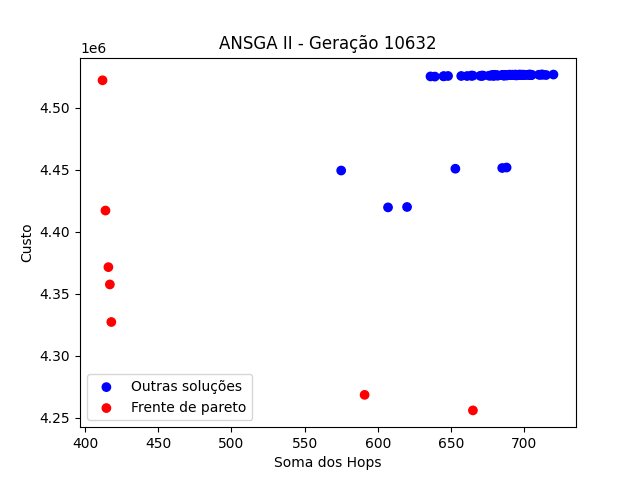 ANSGA II - Geração 10632
1e6
4.50
4.45
4.40
4.35
4.30
4.25
Custo
Outras soluções
Frente de pareto
400 450 500 550 600 650 700
Soma dos Hops